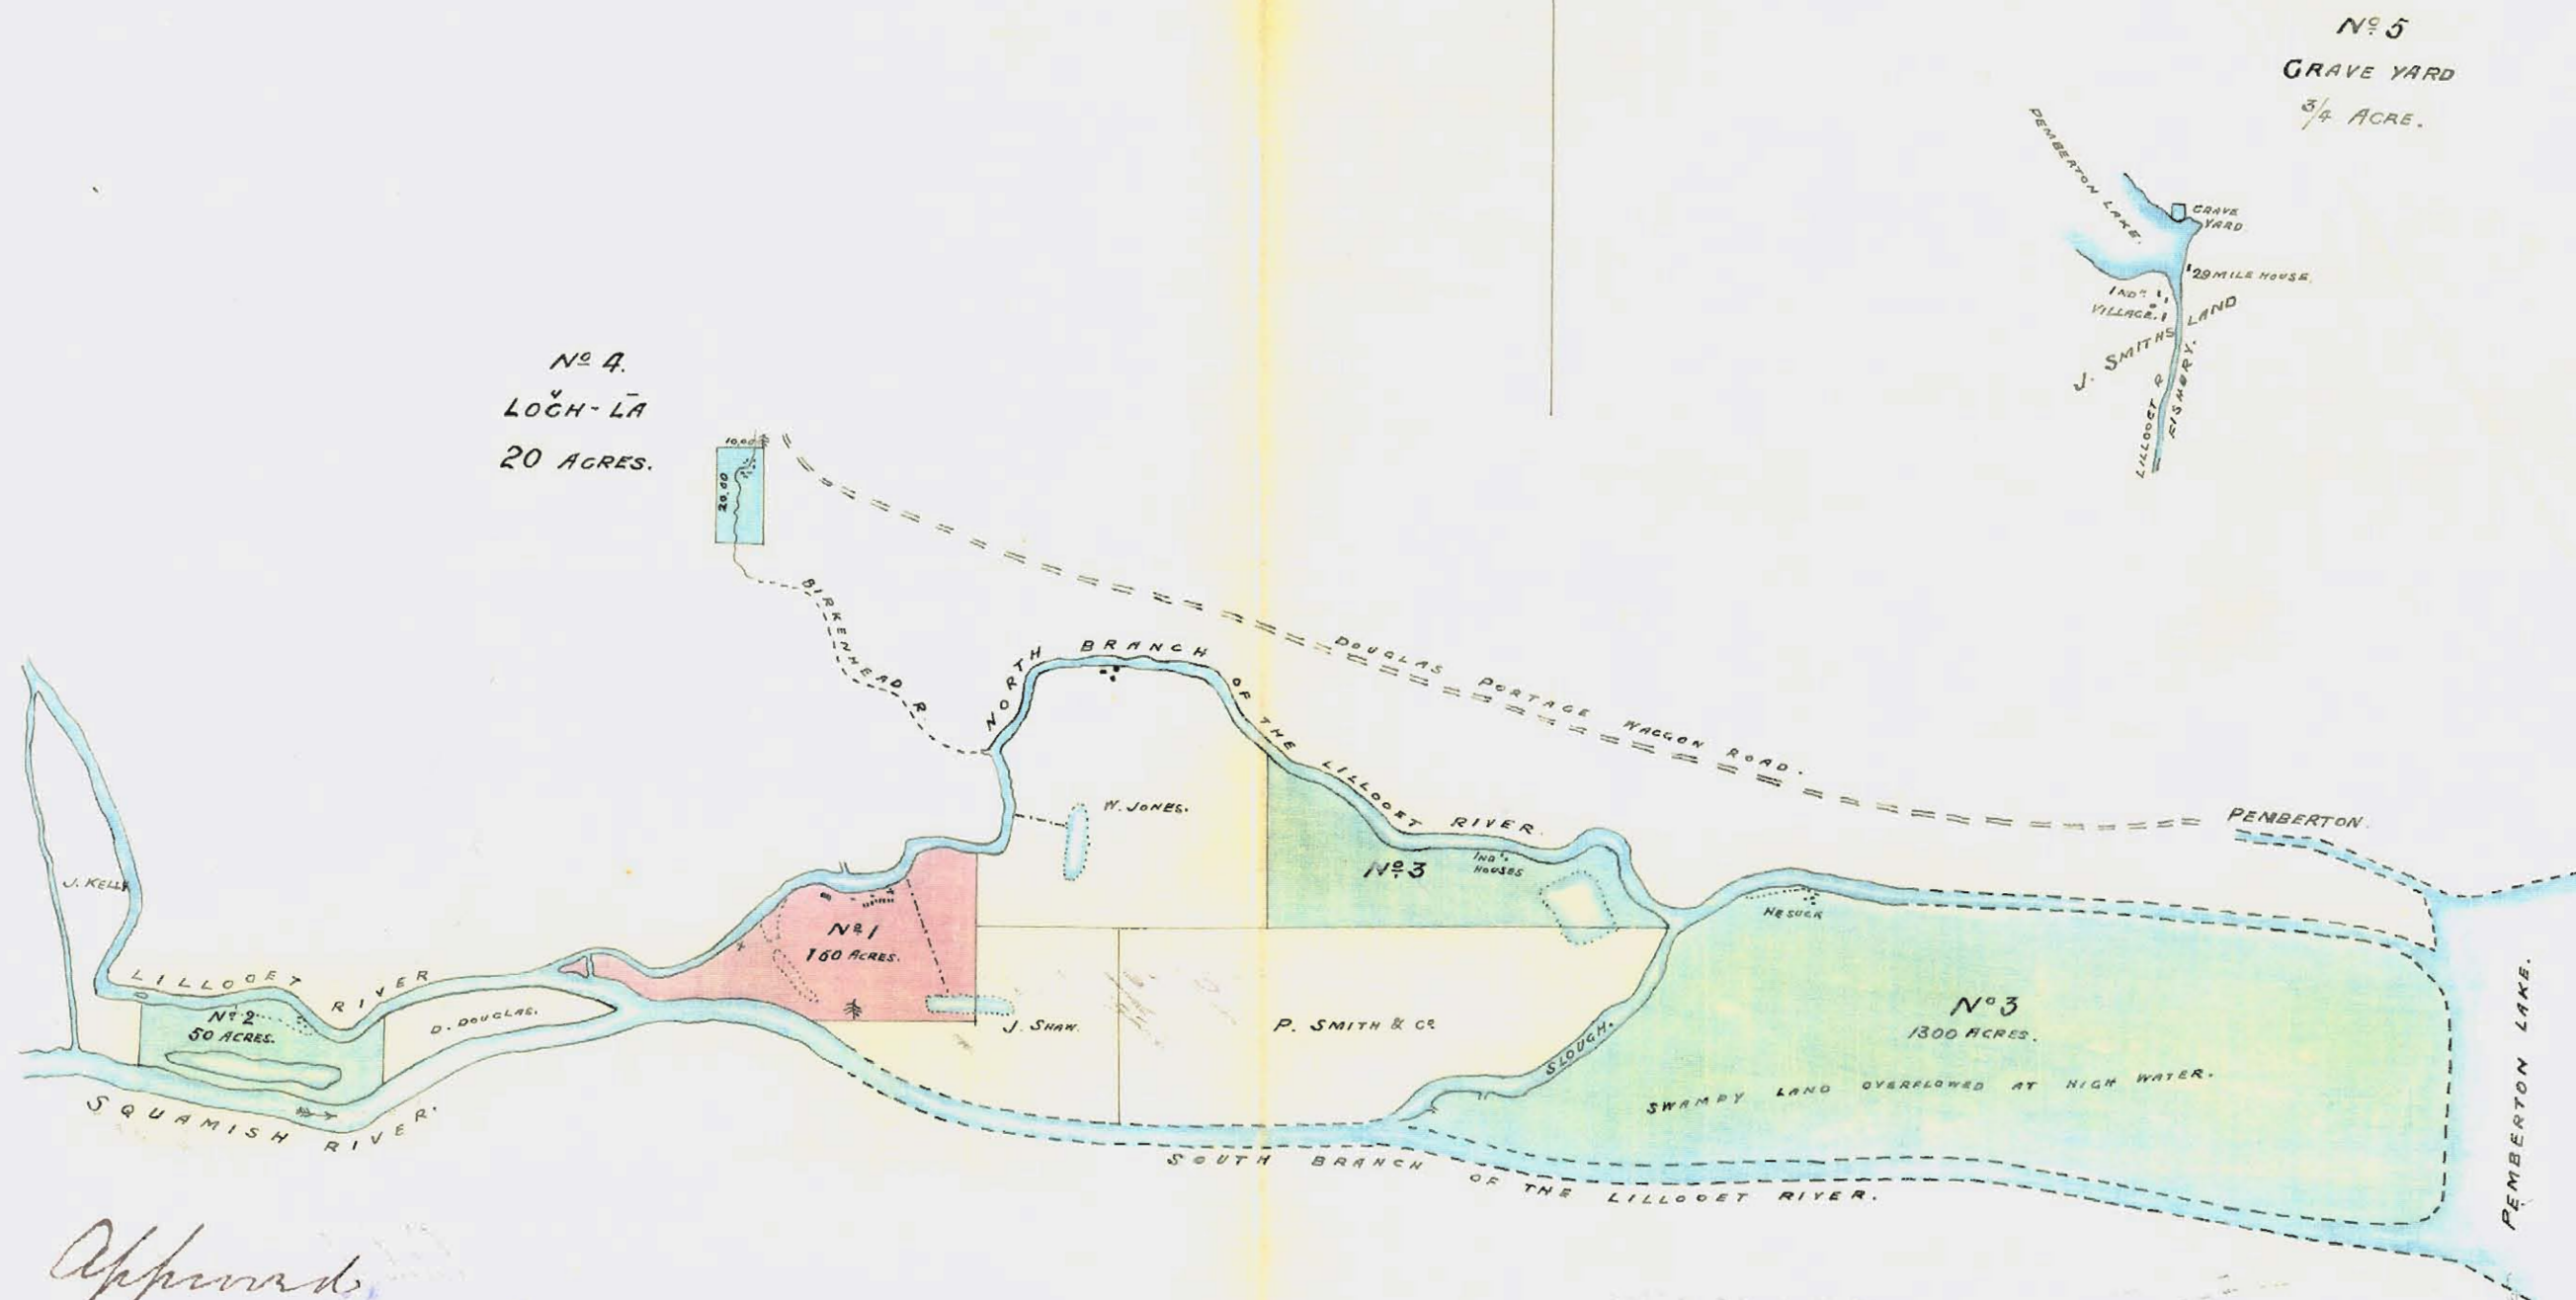 No 5
GRAVE YARD
3/4 ACRE.
PEMBERTON LAKE.
GRAVE
YARD
29 MILE HOUSE.
INDn
VILLAGE.
J. SMITHS LAND
LILLOOET R
FISHERY.
No 4.
LOČH-LĀ
20 ACRES.
10.00
20.00
BIRKENHEAD R.
NORTH BRANCH OF THE LILLOOET RIVER.
DOUGLAS PORTAGE WAGGON ROAD.
PEMBERTON.
W. JONES.
No 3
INDn
HOUSES
J. KELLY
No 1
160 ACRES.
NESUCK
LILLOOET RIVER
No 2
50 ACRES.
D. DOUGLAS.
J. SHAW.
P. SMITH & Co
SLOUGH.
No 3
1300 ACRES.
SWAMPY LAND OVERFLOWED AT HIGH WATER.
PEMBERTON LAKE.
SQUAMISH RIVER.
SOUTH BRANCH OF THE LILLOOET RIVER.
Approved